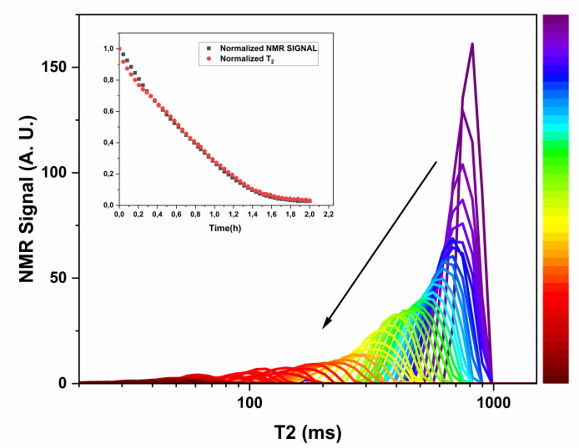 NMR Signal (A. U.)
150
100
50
0
100
1000
T2 (ms)
1,0
0,8
0,6
0,4
0,2
0,0
0,0 0,2 0,4 0,6 0,8 1,0 1,2 1,4 1,6 1,8 2,0 2,2
Time(h)
Normalized NMR SIGNAL
Normalized T2